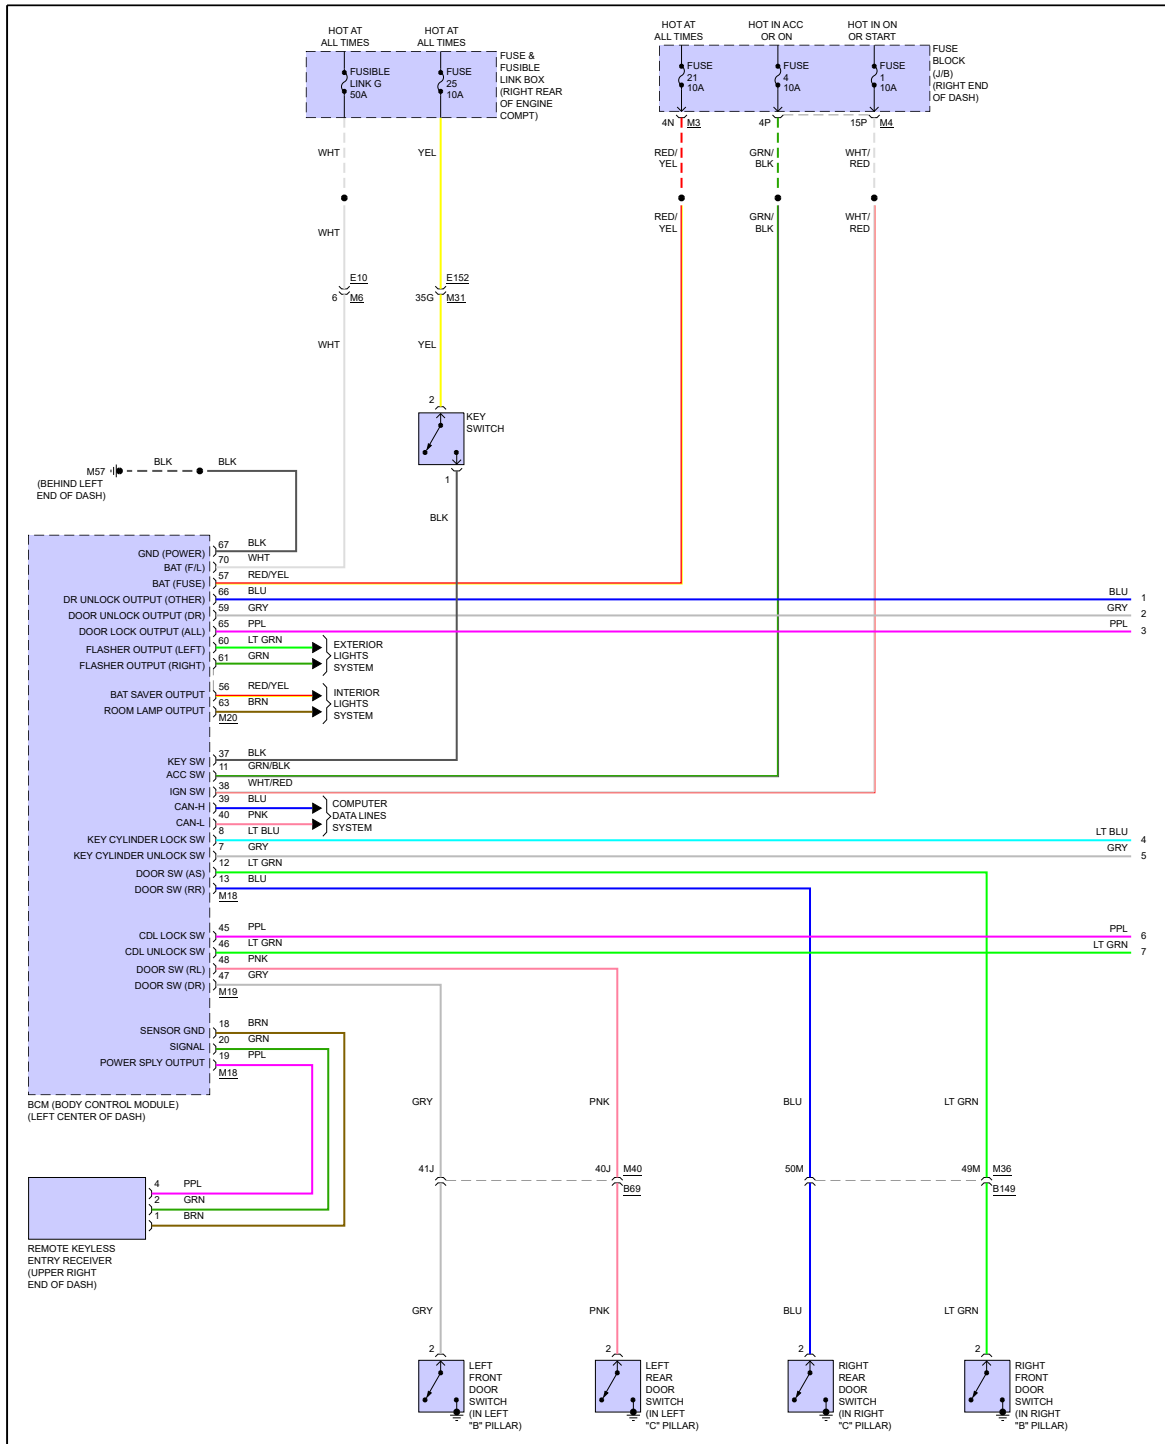 HOT AT
ALL TIMES
HOT AT
ALL TIMES
HOT AT
ALL TIMES
HOT IN ACC
OR ON
HOT IN ON
OR START
FUSIBLE
LINK G
50A
FUSE
25
10A
FUSE &
FUSIBLE
LINK BOX
(RIGHT REAR
OF ENGINE
COMPT)
FUSE
21
10A
FUSE
4
10A
FUSE
1
10A
FUSE
BLOCK
(J/B)
(RIGHT END
OF DASH)
4N M3
4P
15P M4
WHT
YEL
RED/
YEL
GRN/
BLK
WHT/
RED
WHT
RED/
YEL
GRN/
BLK
WHT/
RED
E10
6 M6
E152
35G M31
WHT
YEL
2
KEY
SWITCH
1
BLK
M57
(BEHIND LEFT
END OF DASH)
BLK
BLK
GND (POWER) 67 BLK
BAT (F/L) 70 WHT
BAT (FUSE) 57 RED/YEL
DR UNLOCK OUTPUT (OTHER) 66 BLU BLU 1
DOOR UNLOCK OUTPUT (DR) 59 GRY GRY 2
DOOR LOCK OUTPUT (ALL) 65 PPL PPL 3
FLASHER OUTPUT (LEFT) 60 LT GRN
FLASHER OUTPUT (RIGHT) 61 GRN
EXTERIOR
LIGHTS
SYSTEM
BAT SAVER OUTPUT 56 RED/YEL
ROOM LAMP OUTPUT 63 BRN
M20
INTERIOR
LIGHTS
SYSTEM
KEY SW 37 BLK
ACC SW 11 GRN/BLK
IGN SW 38 WHT/RED
CAN-H 39 BLU
CAN-L 40 PNK
COMPUTER
DATA LINES
SYSTEM
KEY CYLINDER LOCK SW 8 LT BLU LT BLU 4
KEY CYLINDER UNLOCK SW 7 GRY GRY 5
DOOR SW (AS) 12 LT GRN
DOOR SW (RR) 13 BLU
M18
CDL LOCK SW 45 PPL PPL 6
CDL UNLOCK SW 46 LT GRN LT GRN 7
DOOR SW (RL) 48 PNK
DOOR SW (DR) 47 GRY
M19
SENSOR GND 18 BRN
SIGNAL 20 GRN
POWER SPLY OUTPUT 19 PPL
M18
BCM (BODY CONTROL MODULE)
(LEFT CENTER OF DASH)
GRY
PNK
BLU
LT GRN
41J
40J M40
B69
50M
49M M36
B149
4 PPL
2 GRN
1 BRN
REMOTE KEYLESS
ENTRY RECEIVER
(UPPER RIGHT
END OF DASH)
GRY
PNK
BLU
LT GRN
2
2
2
2
LEFT
FRONT
DOOR
SWITCH
(IN LEFT
"B" PILLAR)
LEFT
REAR
DOOR
SWITCH
(IN LEFT
"C" PILLAR)
RIGHT
REAR
DOOR
SWITCH
(IN RIGHT
"C" PILLAR)
RIGHT
FRONT
DOOR
SWITCH
(IN RIGHT
"B" PILLAR)